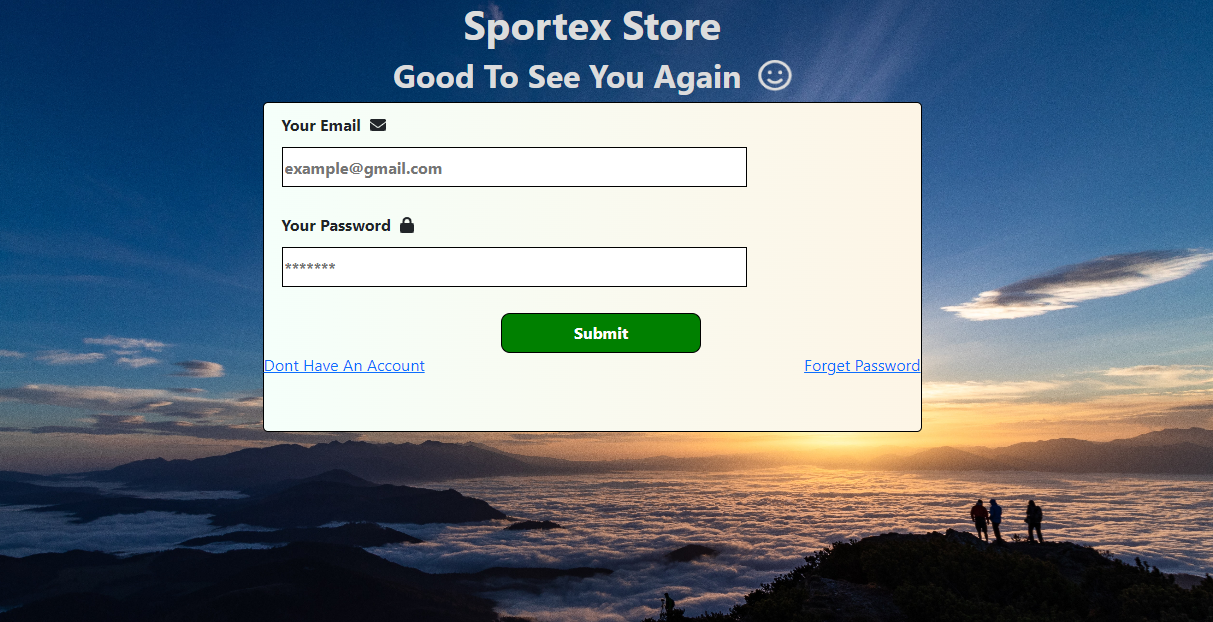 Sportex Store
Good To See You Again
Your Email
example@gmail.com
Your Password
*******
Submit
Dont Have An Account
Forget Password